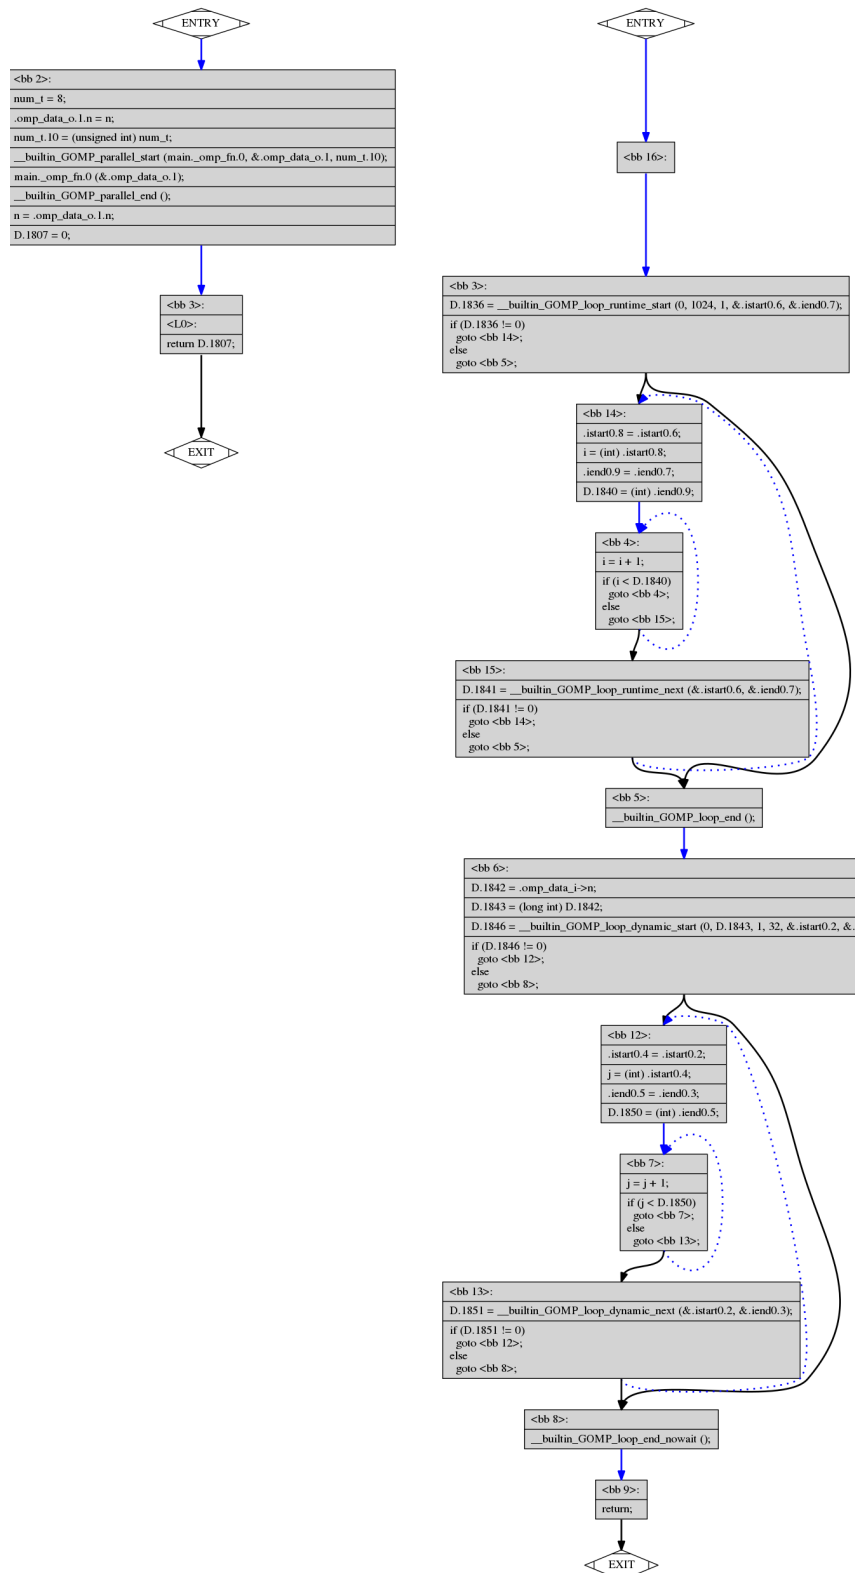 ENTRY
<bb 2>:
num_t = 8;
.omp_data_o.1.n = n;
num_t.10 = (unsigned int) num_t;
__builtin_GOMP_parallel_start (main._omp_fn.0, &.omp_data_o.1, num_t.10);
main._omp_fn.0 (&.omp_data_o.1);
__builtin_GOMP_parallel_end ();
n = .omp_data_o.1.n;
D.1807 = 0;
<bb 3>:
<L0>:
return D.1807;
EXIT
ENTRY
<bb 16>:
<bb 3>:
D.1836 = __builtin_GOMP_loop_runtime_start (0, 1024, 1, &.istart0.6, &.iend0.7);
if (D.1836 != 0)
goto <bb 14>;
else
goto <bb 5>;
<bb 14>:
.istart0.8 = .istart0.6;
i = (int) .istart0.8;
.iend0.9 = .iend0.7;
D.1840 = (int) .iend0.9;
<bb 4>:
i = i + 1;
if (i < D.1840)
goto <bb 4>;
else
goto <bb 15>;
<bb 15>:
D.1841 = __builtin_GOMP_loop_runtime_next (&.istart0.6, &.iend0.7);
if (D.1841 != 0)
goto <bb 14>;
else
goto <bb 5>;
<bb 5>:
__builtin_GOMP_loop_end ();
<bb 6>:
D.1842 = .omp_data_i->n;
D.1843 = (long int) D.1842;
D.1846 = __builtin_GOMP_loop_dynamic_start (0, D.1843, 1, 32, &.istart0.2, &.
if (D.1846 != 0)
goto <bb 12>;
else
goto <bb 8>;
<bb 12>:
.istart0.4 = .istart0.2;
j = (int) .istart0.4;
.iend0.5 = .iend0.3;
D.1850 = (int) .iend0.5;
<bb 7>:
j = j + 1;
if (j < D.1850)
goto <bb 7>;
else
goto <bb 13>;
<bb 13>:
D.1851 = __builtin_GOMP_loop_dynamic_next (&.istart0.2, &.iend0.3);
if (D.1851 != 0)
goto <bb 12>;
else
goto <bb 8>;
<bb 8>:
__builtin_GOMP_loop_end_nowait ();
<bb 9>:
return;
EXIT